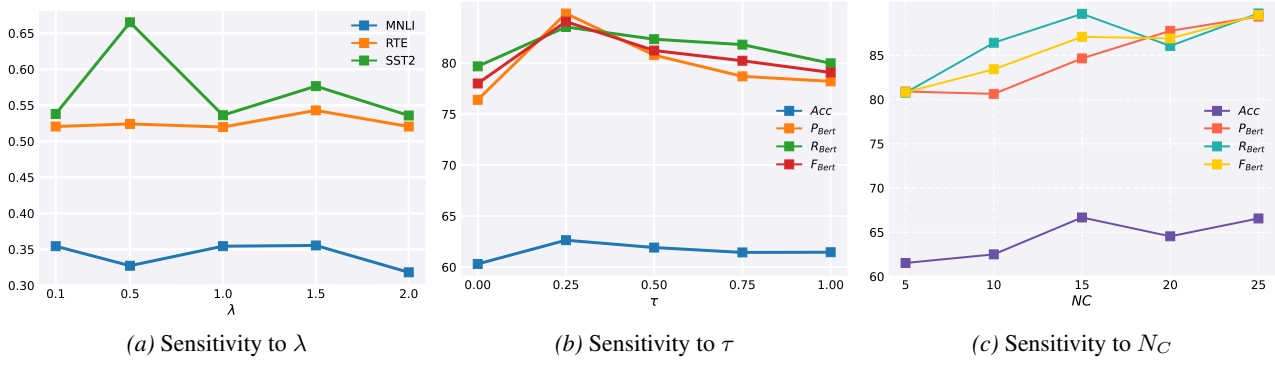 0.65
0.60
0.55
0.50
0.45
0.40
0.35
0.30
0.1 0.5 1.0 1.5 2.0
λ
MNLI
RTE
SST2
(a) Sensitivity to λ
80
75
70
65
60
0.00 0.25 0.50 0.75 1.00
τ
Acc
P_Bert
R_Bert
F_Bert
(b) Sensitivity to τ
85
80
75
70
65
60
5 10 15 20 25
NC
Acc
P_Bert
R_Bert
F_Bert
(c) Sensitivity to N_C